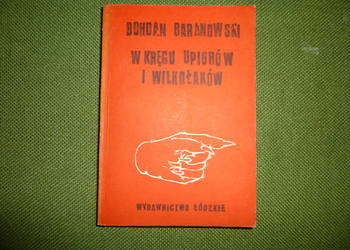 BOHDAN BARANOWSKI
W KRĘGU UPIORÓW
I WILKOŁAKÓW
WYDAWNICTWO ŁÓDZKIE